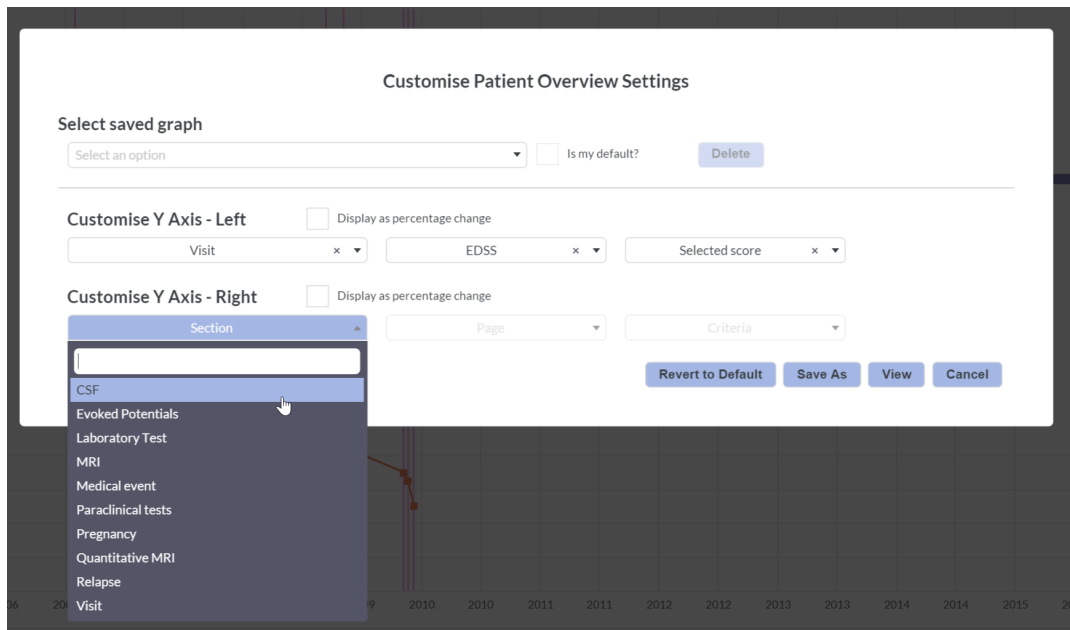 Customise Patient Overview Settings
Select saved graph
Select an option
Is my default?
Delete
Customise Y Axis - Left
Display as percentage change
Visit × EDSS × Selected score ×
Customise Y Axis - Right
Display as percentage change
Section Page Criteria
CSF
Revert to Default Save As View Cancel
Evoked Potentials
Laboratory Test
MRI
Medical event
Paraclinical tests
Pregnancy
Quantitative MRI
Relapse
Visit
2010 2010 2011 2011 2012 2012 2013 2013 2014 2014 2015